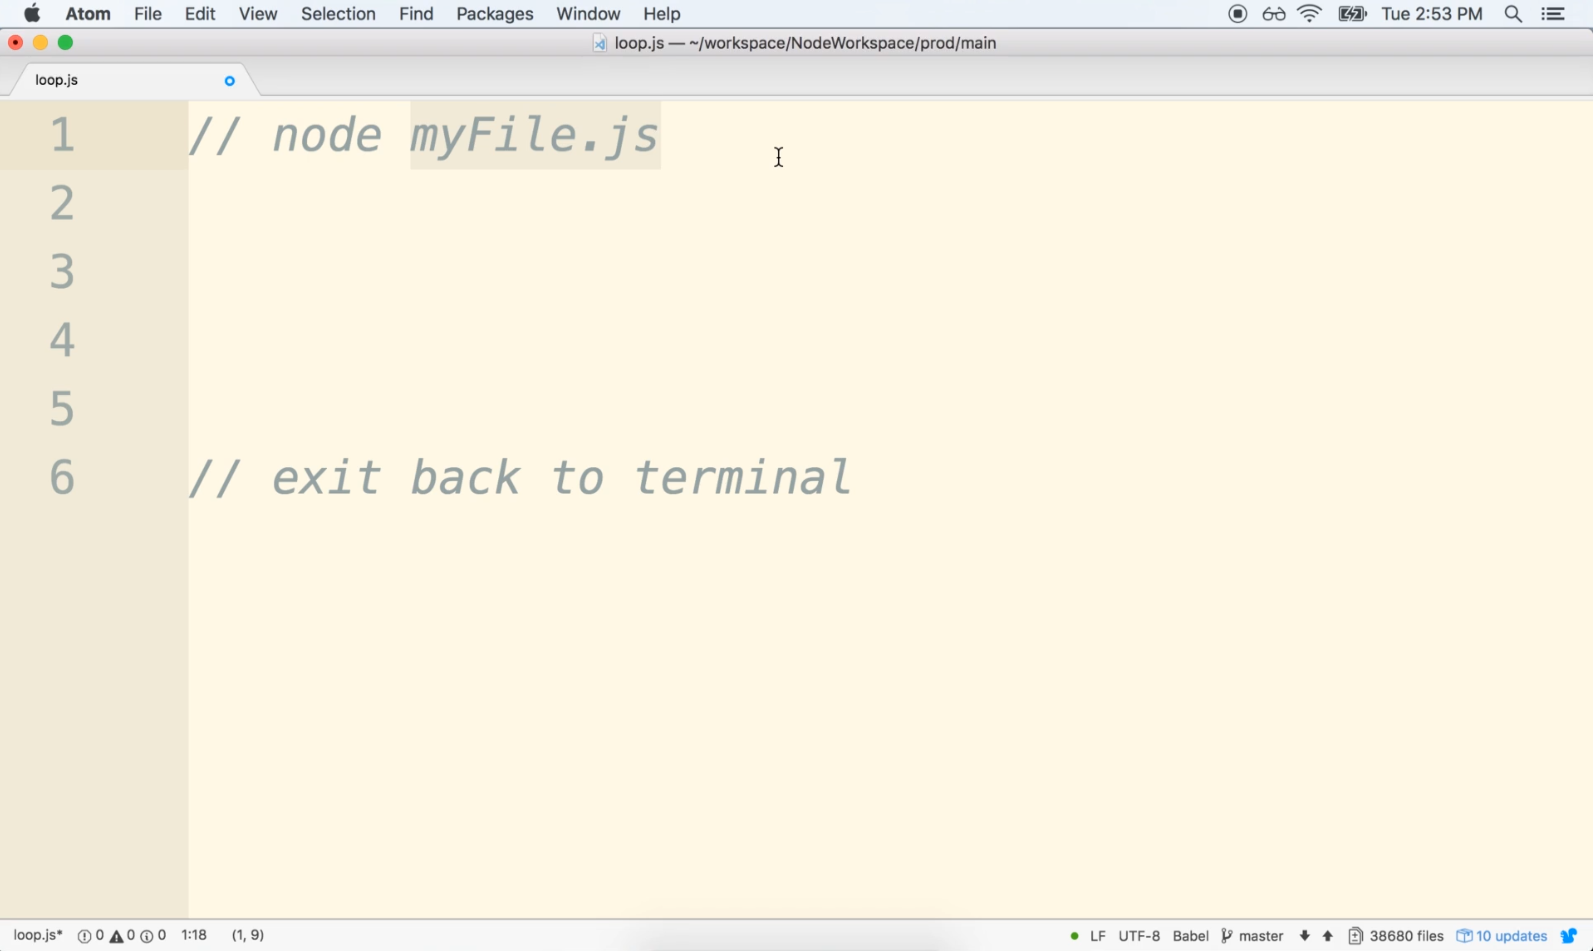 Atom File Edit View Selection Find Packages Window Help Tue 2:53 PM
loop.js — ~/workspace/NodeWorkspace/prod/main
loop.js
1 // node myFile.js
2
3
4
5
6 // exit back to terminal
loop.js* 0 0 0 1:18 (1, 9) LF UTF-8 Babel master 38680 files 10 updates